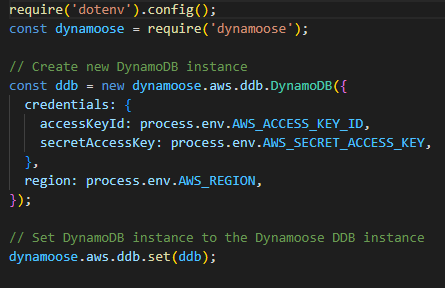 require('dotenv').config();
const dynamoose = require('dynamoose');
// Create new DynamoDB instance
const ddb = new dynamoose.aws.ddb.DynamoDB({
credentials: {
accessKeyId: process.env.AWS_ACCESS_KEY_ID,
secretAccessKey: process.env.AWS_SECRET_ACCESS_KEY,
},
region: process.env.AWS_REGION,
});
// Set DynamoDB instance to the Dynamoose DDB instance
dynamoose.aws.ddb.set(ddb);